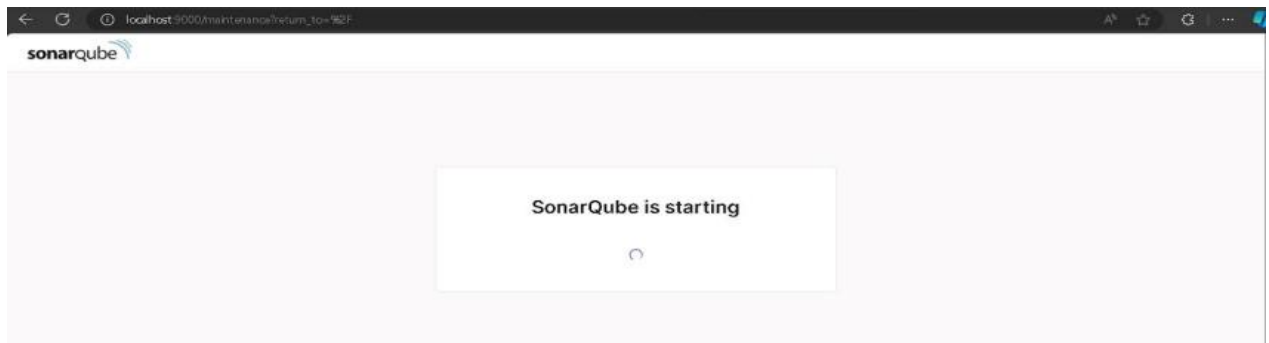 localhost:9000/maintenance?return_to=%2F
sonarqube
SonarQube is starting